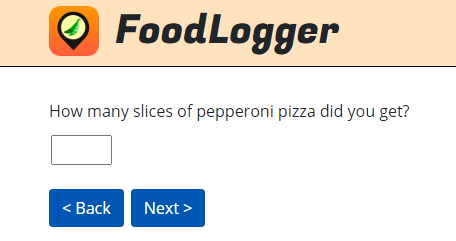 FoodLogger
How many slices of pepperoni pizza did you get?
< Back Next >